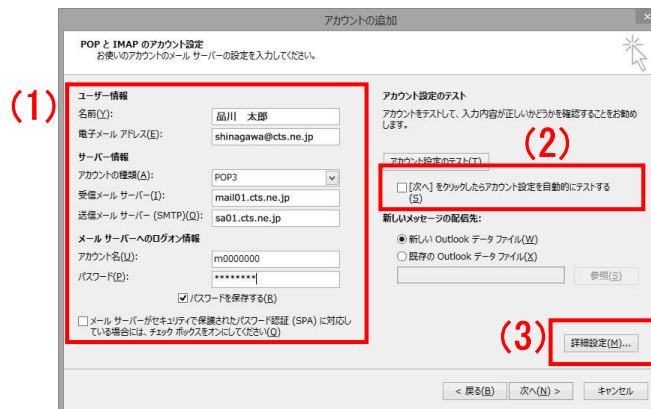 アカウントの追加
×
POP と IMAP のアカウント設定
お使いのアカウントのメール サーバーの設定を入力してください。
(1)
ユーザー情報
名前(Y):
品川 太郎
電子メール アドレス(E):
shinagawa@cts.ne.jp
サーバー情報
アカウントの種類(A):
POP3
受信メール サーバー(I):
mail01.cts.ne.jp
送信メール サーバー (SMTP)(O):
sa01.cts.ne.jp
メール サーバーへのログオン情報
アカウント名(U):
m0000000
パスワード(P):
********
パスワードを保存する(R)
メール サーバーがセキュリティで保護されたパスワード認証 (SPA) に対応し
ている場合には、チェック ボックスをオンにしてください(Q)
アカウント設定のテスト
アカウントをテストして、入力内容が正しいかどうかを確認することをお勧め
します。
(2)
アカウント設定のテスト(T)
[次へ] をクリックしたらアカウント設定を自動的にテストする
(S)
新しいメッセージの配信先:
新しい Outlook データ ファイル(W)
既存の Outlook データ ファイル(X)
参照(S)
(3)
詳細設定(M)...
< 戻る(B)
次へ(N) >
キャンセル